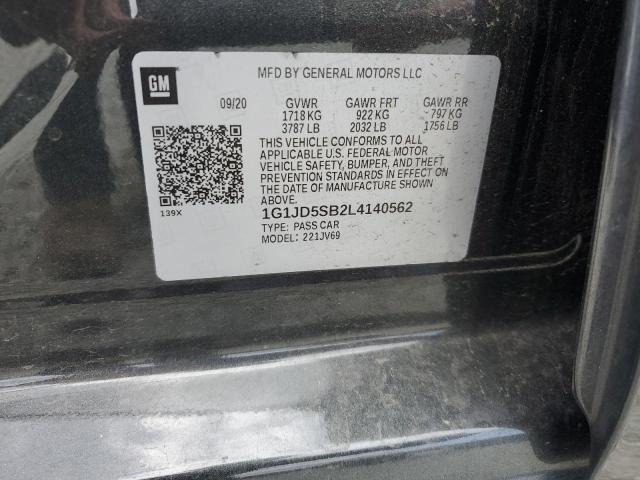 GM
MFD BY GENERAL MOTORS LLC
09/20 GVWR GAWR FRT GAWR RR
1718 KG 922 KG 797 KG
3787 LB 2032 LB 1756 LB
THIS VEHICLE CONFORMS TO ALL
APPLICABLE U.S. FEDERAL MOTOR
VEHICLE SAFETY, BUMPER, AND THEFT
PREVENTION STANDARDS IN EFFECT ON
THE DATE OF MANUFACTURE SHOWN
ABOVE.
139X
1G1JD5SB2L4140562
TYPE: PASS CAR
MODEL: 221JV69